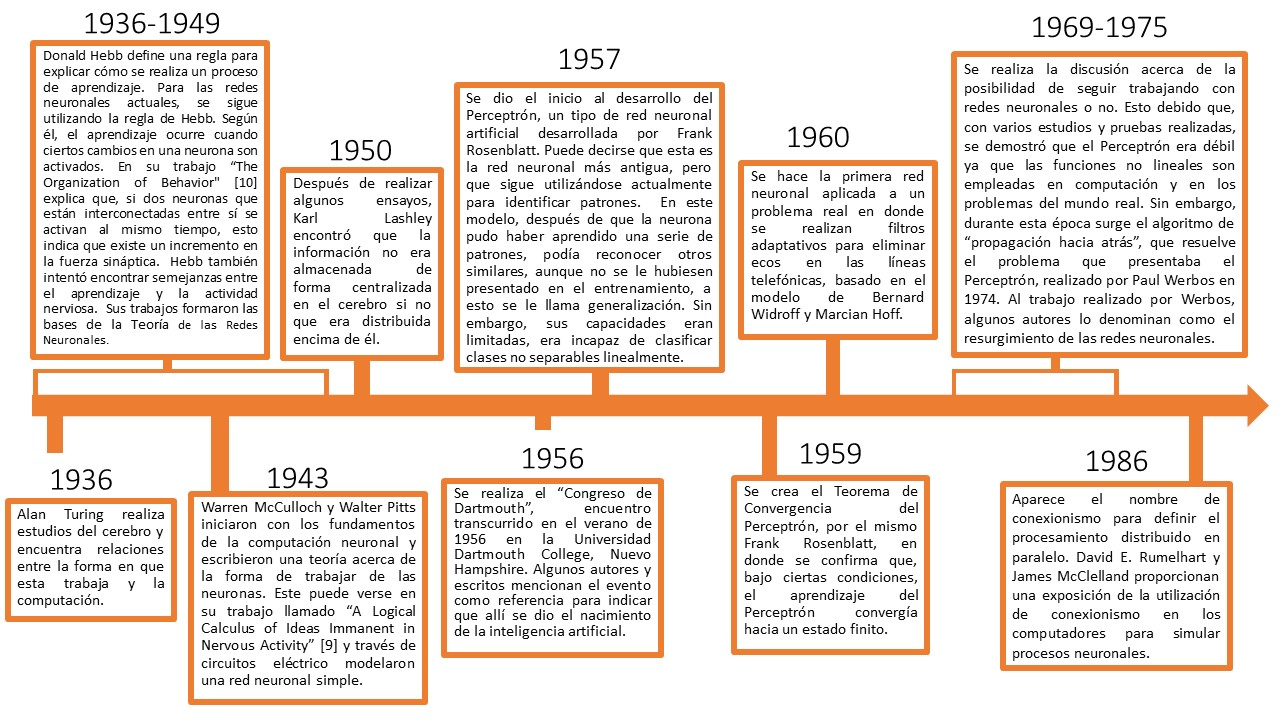 1936-1949
Donald Hebb define una regla para
explicar cómo se realiza un proceso
de aprendizaje. Para las redes
neuronales actuales, se sigue
utilizando la regla de Hebb. Según
él, el aprendizaje ocurre cuando
ciertos cambios en una neurona son
activados. En su trabajo “The
Organization of Behavior" [10]
explica que, si dos neuronas que
están interconectadas entre sí se
activan al mismo tiempo, esto
indica que existe un incremento en
la fuerza sináptica. Hebb también
intentó encontrar semejanzas entre
el aprendizaje y la actividad
nerviosa. Sus trabajos formaron las
bases de la Teoría de las Redes
Neuronales.
1950
Después de realizar
algunos ensayos,
Karl Lashley
encontró que la
información no era
almacenada de
forma centralizada
en el cerebro si no
que era distribuida
encima de él.
1957
Se dio el inicio al desarrollo del
Perceptrón, un tipo de red neuronal
artificial desarrollada por Frank
Rosenblatt. Puede decirse que esta es
la red neuronal más antigua, pero
que sigue utilizándose actualmente
para identificar patrones. En este
modelo, después de que la neurona
pudo haber aprendido una serie de
patrones, podía reconocer otros
similares, aunque no se le hubiesen
presentado en el entrenamiento, a
esto se le llama generalización. Sin
embargo, sus capacidades eran
limitadas, era incapaz de clasificar
clases no separables linealmente.
1960
Se hace la primera red
neuronal aplicada a un
problema real en donde
se realizan filtros
adaptativos para eliminar
ecos en las líneas
telefónicas, basado en el
modelo de Bernard
Widroff y Marcian Hoff.
1969-1975
Se realiza la discusión acerca de la
posibilidad de seguir trabajando con
redes neuronales o no. Esto debido que,
con varios estudios y pruebas realizadas,
se demostró que el Perceptrón era débil
ya que las funciones no lineales son
empleadas en computación y en los
problemas del mundo real. Sin embargo,
durante esta época surge el algoritmo de
“propagación hacia atrás”, que resuelve
el problema que presentaba el
Perceptrón, realizado por Paul Werbos en
1974. Al trabajo realizado por Werbos,
algunos autores lo denominan como el
resurgimiento de las redes neuronales.
1936
Alan Turing realiza
estudios del cerebro y
encuentra relaciones
entre la forma en que
esta trabaja y la
computación.
1943
Warren McCulloch y Walter Pitts
iniciaron con los fundamentos
de la computación neuronal y
escribieron una teoría acerca de
la forma de trabajar de las
neuronas. Este puede verse en
su trabajo llamado “A Logical
Calculus of Ideas Immanent in
Nervous Activity” [9] y través de
circuitos eléctrico modelaron
una red neuronal simple.
1956
Se realiza el “Congreso de
Dartmouth”, encuentro
transcurrido en el verano de
1956 en la Universidad
Dartmouth College, Nuevo
Hampshire. Algunos autores y
escritos mencionan el evento
como referencia para indicar
que allí se dio el nacimiento
de la inteligencia artificial.
1959
Se crea el Teorema de
Convergencia del
Perceptrón, por el mismo
Frank Rosenblatt, en
donde se confirma que,
bajo ciertas condiciones,
el aprendizaje del
Perceptrón convergía
hacia un estado finito.
1986
Aparece el nombre de
conexionismo para definir el
procesamiento distribuido en
paralelo. David E. Rumelhart y
James McClelland proporcionan
una exposición de la utilización
de conexionismo en los
computadores para simular
procesos neuronales.